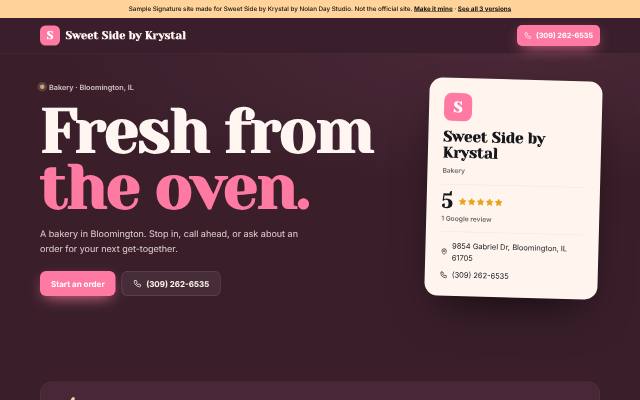 Sample Signature site made for Sweet Side by Krystal by Nolan Day Studio. Not the official site. Make it mine · See all 3 versions
S Sweet Side by Krystal
(309) 262-6535
Bakery · Bloomington, IL
Fresh from
the oven.
A bakery in Bloomington. Stop in, call ahead, or ask about an
order for your next get-together.
Start an order
(309) 262-6535
S
Sweet Side by
Krystal
Bakery
5
1 Google review
9854 Gabriel Dr, Bloomington, IL
61705
(309) 262-6535